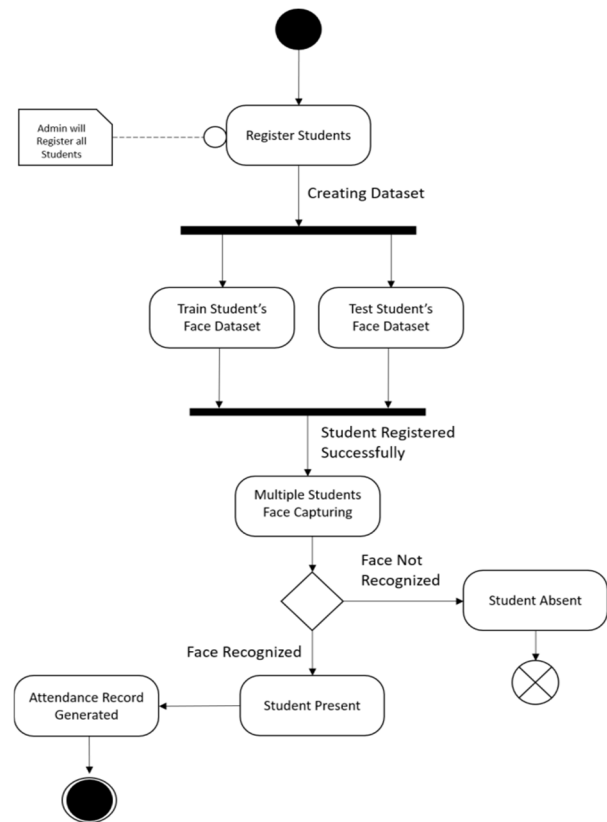 Admin will
Register all
Students
Register Students
Creating Dataset
Train Student's
Face Dataset
Test Student's
Face Dataset
Student Registered
Successfully
Multiple Students
Face Capturing
Face Not
Recognized
Student Absent
Face Recognized
Attendance Record
Generated
Student Present